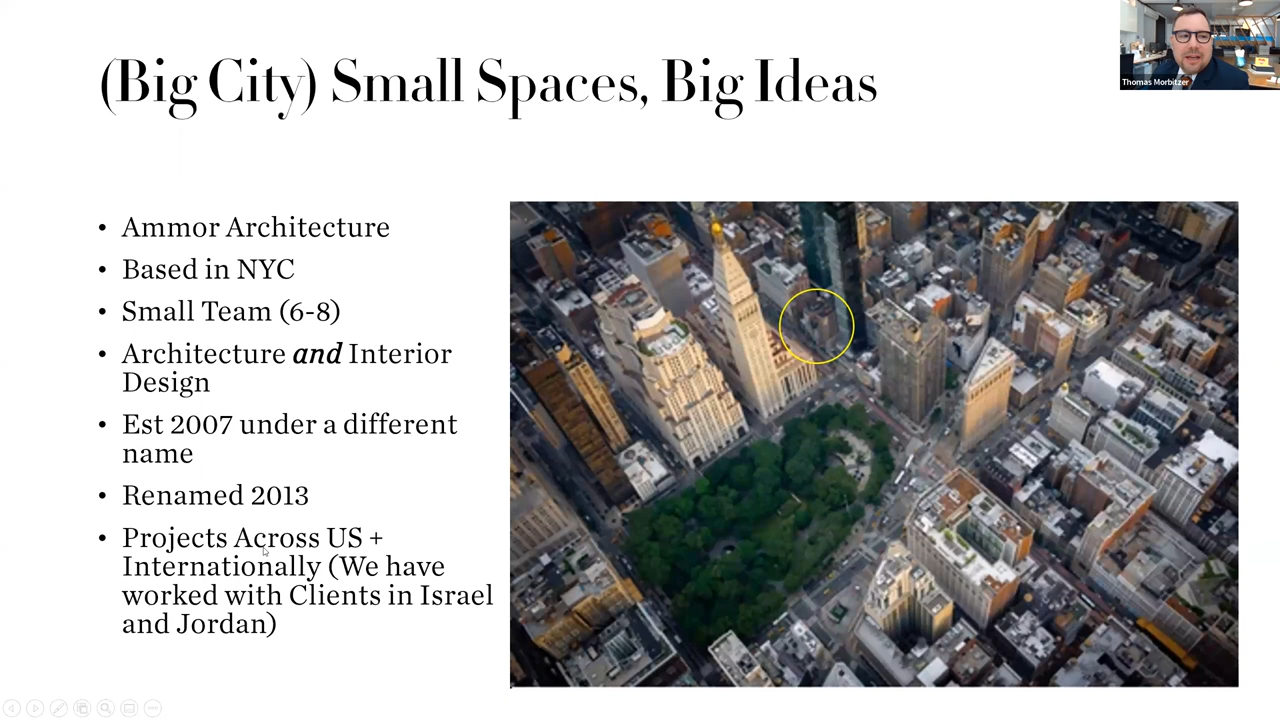 (Big City) Small Spaces, Big Ideas
Thomas Morbitzer
• Ammor Architecture
• Based in NYC
• Small Team (6-8)
• Architecture and Interior
Design
• Est 2007 under a different
name
• Renamed 2013
• Projects Across US +
Internationally (We have
worked with Clients in Israel
and Jordan)